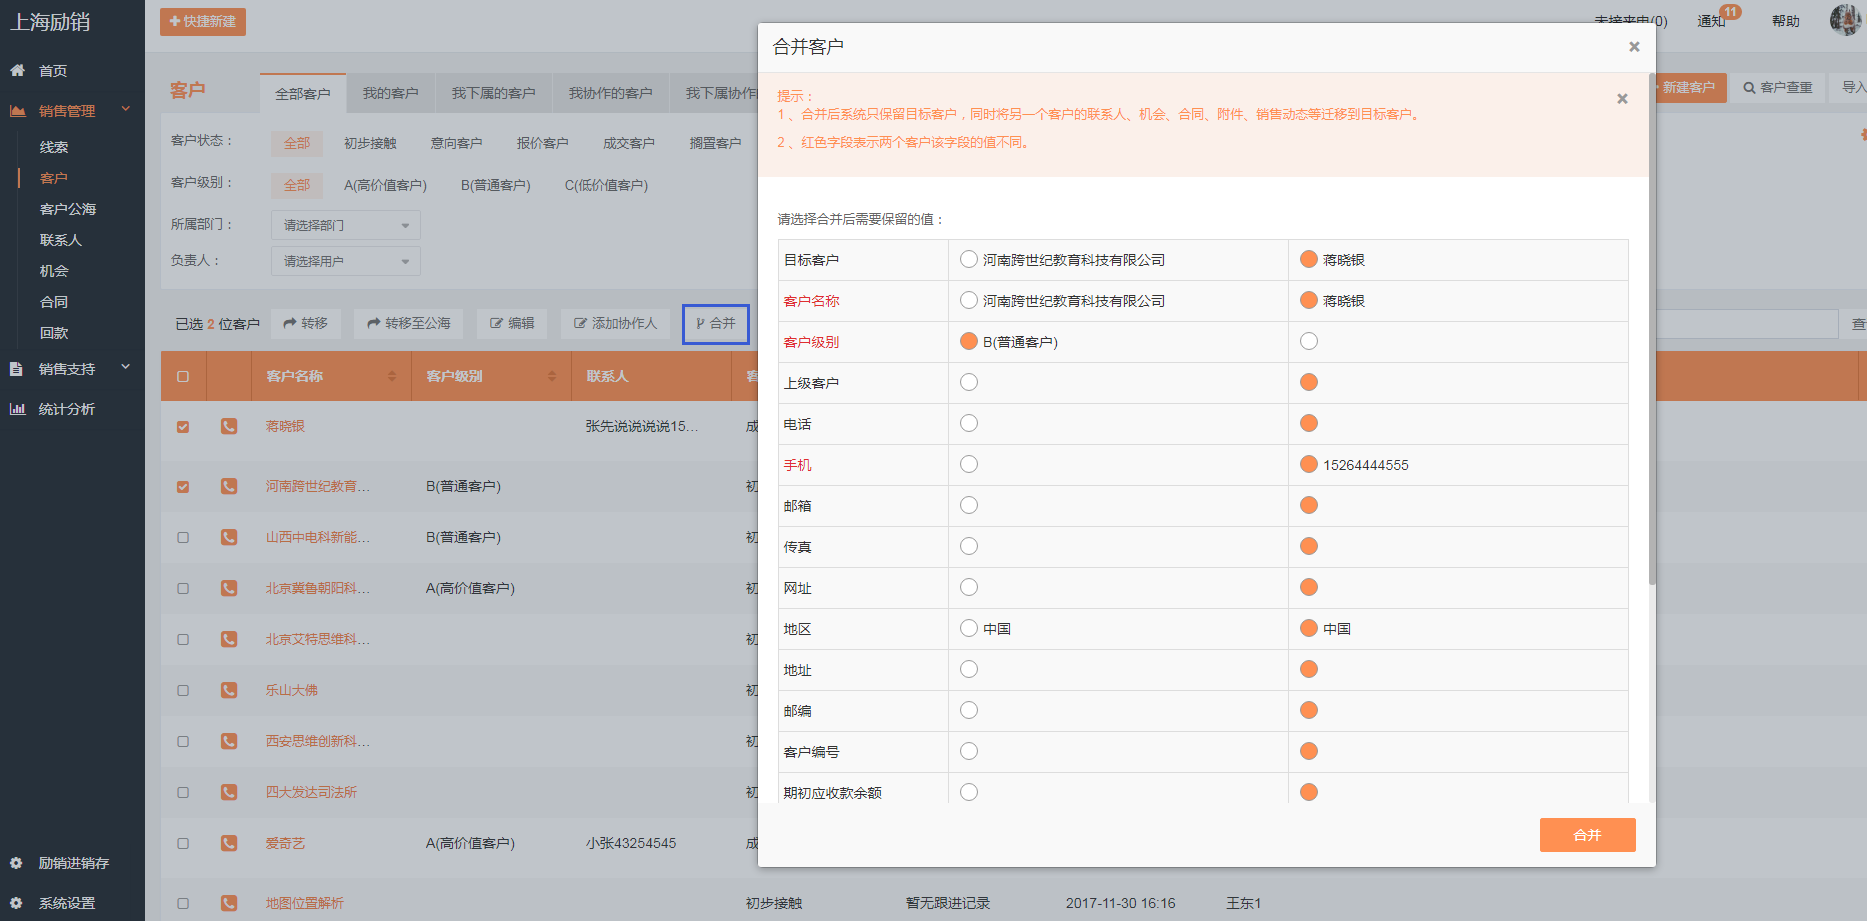 上海励销
快捷新建
未接来电(0)
通知
11
帮助
首页
销售管理
线索
客户
客户公海
联系人
机会
合同
回款
销售支持
统计分析
励销进销存
系统设置
客户
全部客户
我的客户
我下属的客户
我协作的客户
我下属协作
新建客户
客户查重
导入
客户状态：
全部
初步接触
意向客户
报价客户
成交客户
搁置客户
客户级别：
全部
A(高价值客户)
B(普通客户)
C(低价值客户)
所属部门：
请选择部门
负责人：
请选择用户
已选 2 位客户
转移
转移至公海
编辑
添加协作人
合并
查
客户名称
客户级别
联系人
客
蒋晓银
张先说说说说15...
成
河南跨世纪教育...
B(普通客户)
初
山西中电科新能...
B(普通客户)
初
北京冀鲁朝阳科...
A(高价值客户)
初
北京艾特思维科...
初
乐山大佛
初
西安思维创新科...
初
四大发达司法所
初
爱奇艺
A(高价值客户)
小张43254545
成
地图位置解析
初步接触
暂无跟进记录
2017-11-30 16:16
王东1
合并客户
×
提示：
×
1、合并后系统只保留目标客户，同时将另一个客户的联系人、机会、合同、附件、销售动态等迁移到目标客户。
2、红色字段表示两个客户该字段的值不同。
请选择合并后需要保留的值：
目标客户
河南跨世纪教育科技有限公司
蒋晓银
客户名称
河南跨世纪教育科技有限公司
蒋晓银
客户级别
B(普通客户)
上级客户
电话
手机
15264444555
邮箱
传真
网址
地区
中国
中国
地址
邮编
客户编号
期初应收款余额
合并